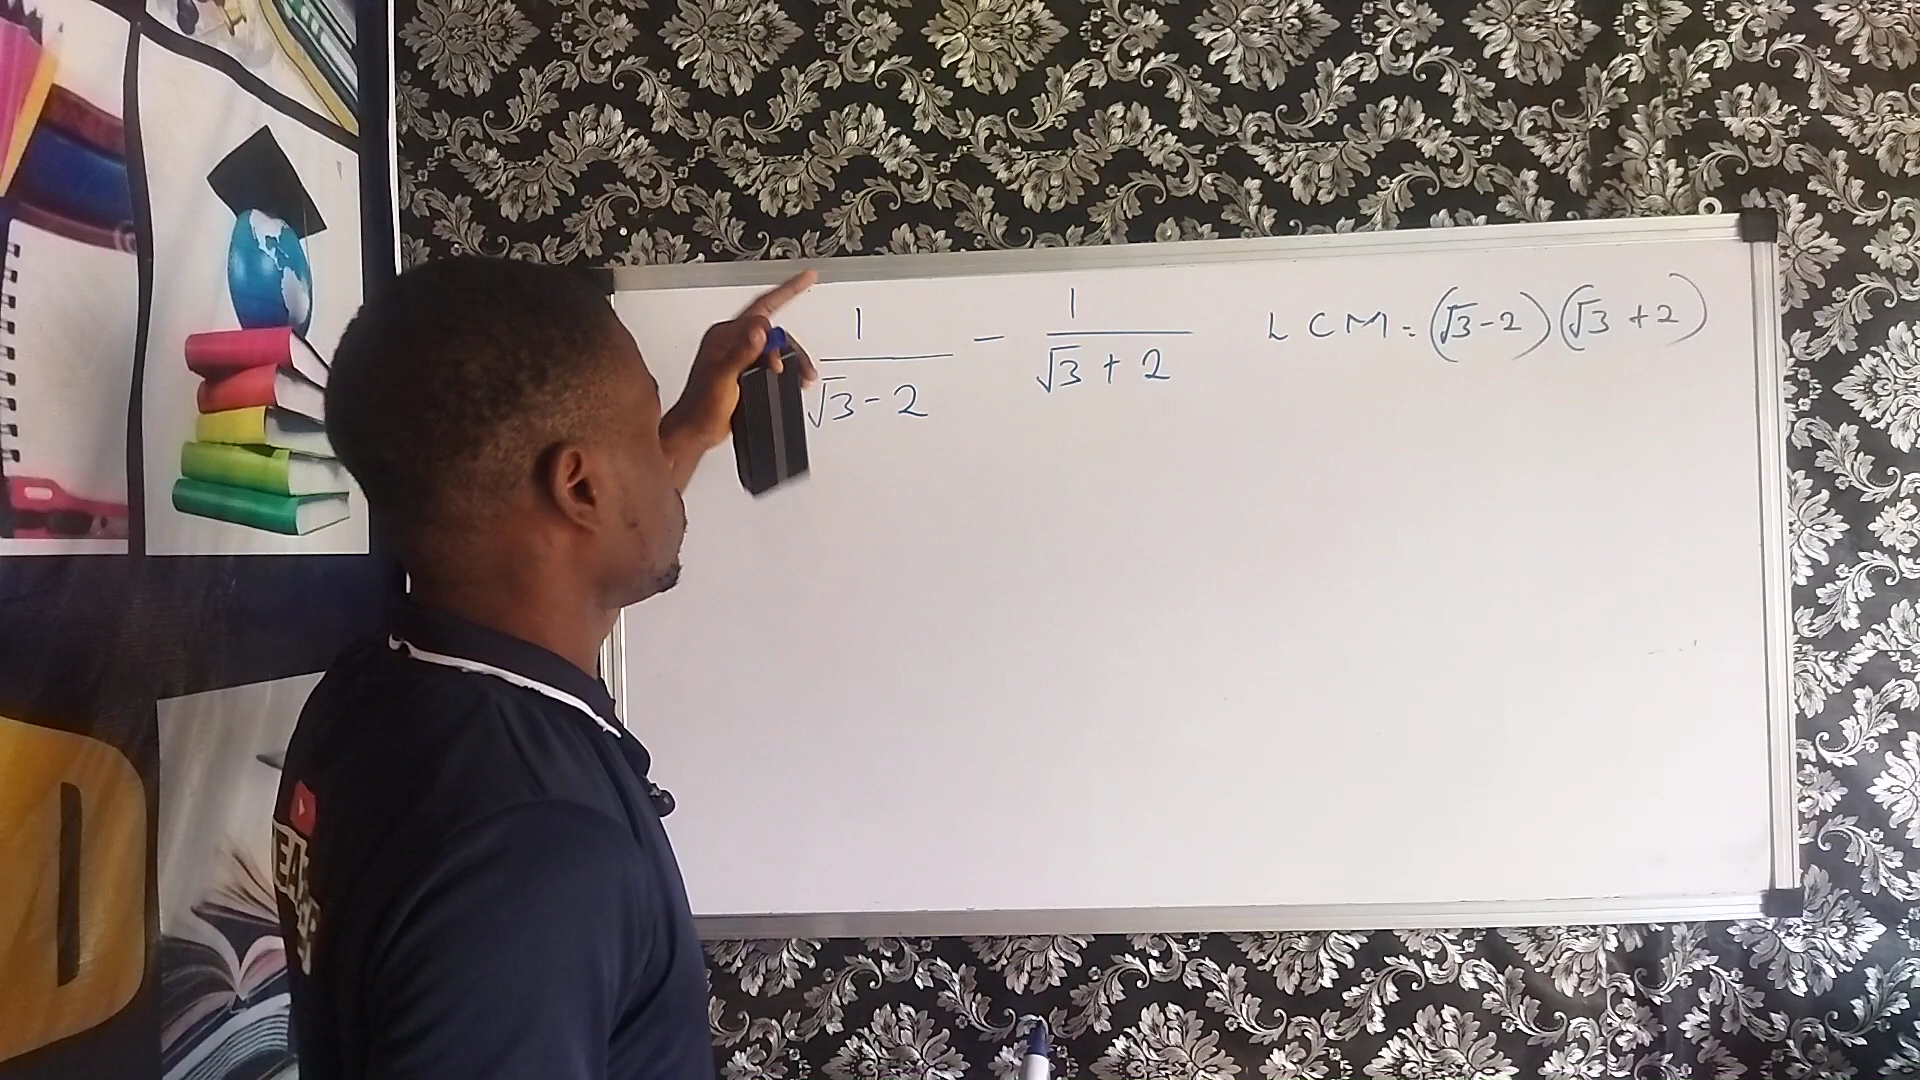 1/(√3-2) - 1/(√3+2) LCM = (√3-2)(√3+2)
D